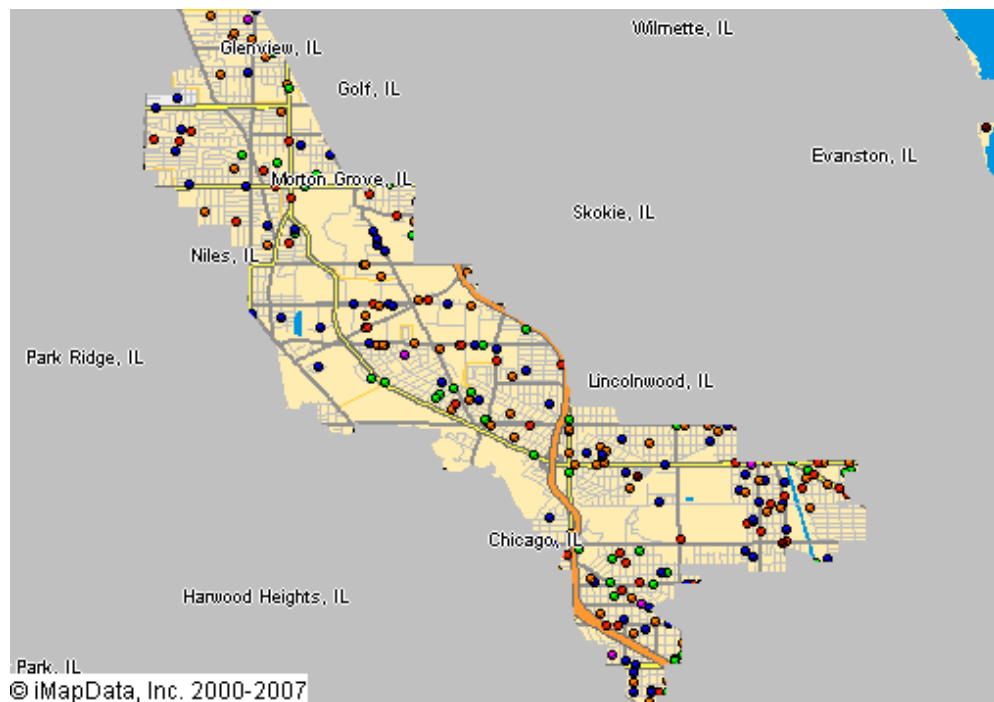 Wilmette, IL
Glenview, IL
Golf, IL
Evanston, IL
Morton Grove, IL
Skokie, IL
Niles, IL
Park Ridge, IL
Lincolnwood, IL
Chicago, IL
Harwood Heights, IL
Park, IL
© iMapData, Inc. 2000-2007